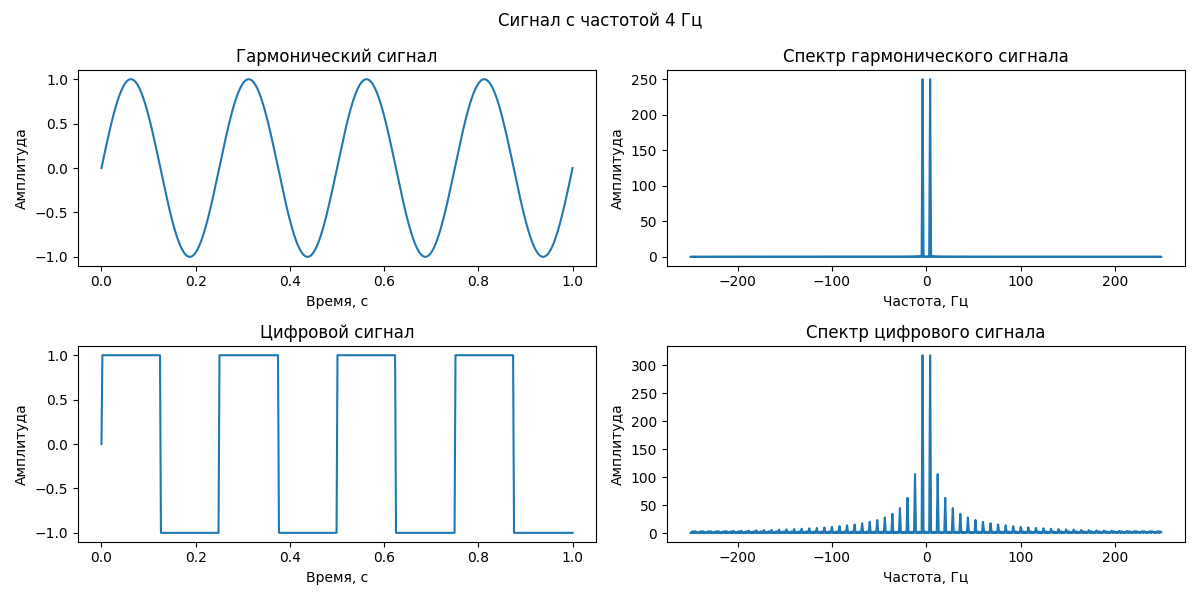 Сигнал с частотой 4 Гц
Гармонический сигнал
1.0
0.5
0.0
−0.5
−1.0
Амплитуда
0.0 0.2 0.4 0.6 0.8 1.0
Время, с
Спектр гармонического сигнала
250
200
150
100
50
0
Амплитуда
−200 −100 0 100 200
Частота, Гц
Цифровой сигнал
1.0
0.5
0.0
−0.5
−1.0
Амплитуда
0.0 0.2 0.4 0.6 0.8 1.0
Время, с
Спектр цифрового сигнала
300
250
200
150
100
50
0
Амплитуда
−200 −100 0 100 200
Частота, Гц